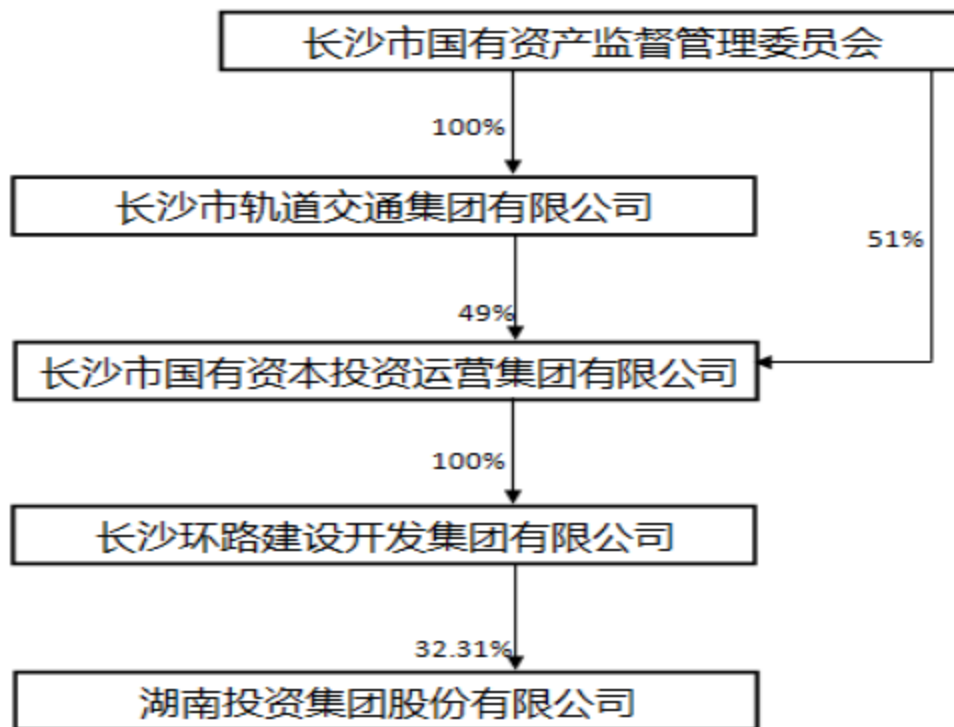 长沙市国有资产监督管理委员会
100%
长沙市轨道交通集团有限公司
51%
49%
长沙市国有资本投资运营集团有限公司
100%
长沙环路建设开发集团有限公司
32.31%
湖南投资集团股份有限公司